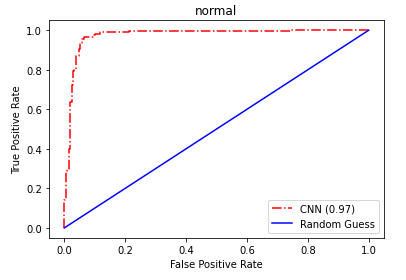 normal
True Positive Rate
1.0
0.8
0.6
0.4
0.2
0.0
CNN (0.97)
Random Guess
0.0 0.2 0.4 0.6 0.8 1.0
False Positive Rate